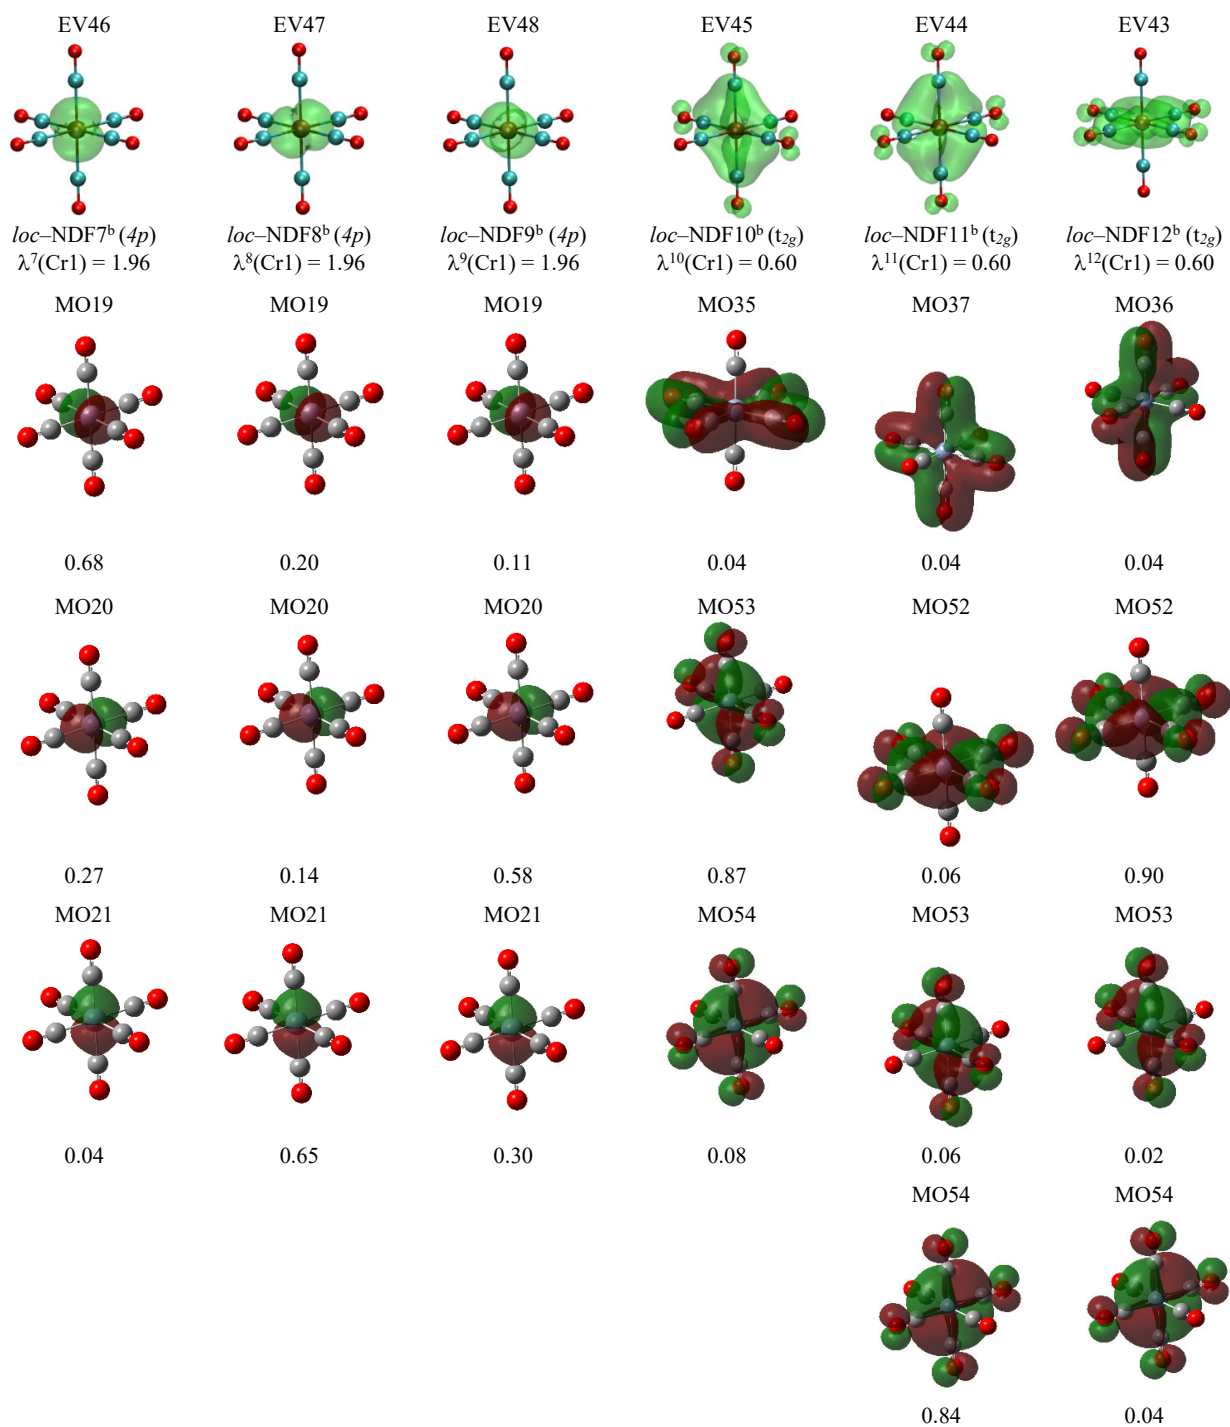 EV46 EV47 EV48 EV45 EV44 EV43
loc–NDF7ᵇ (4p) loc–NDF8ᵇ (4p) loc–NDF9ᵇ (4p) loc–NDF10ᵇ (t₂g) loc–NDF11ᵇ (t₂g) loc–NDF12ᵇ (t₂g)
λ⁷(Cr1) = 1.96 λ⁸(Cr1) = 1.96 λ⁹(Cr1) = 1.96 λ¹⁰(Cr1) = 0.60 λ¹¹(Cr1) = 0.60 λ¹²(Cr1) = 0.60
MO19 MO19 MO19 MO35 MO37 MO36
0.68 0.20 0.11 0.04 0.04 0.04
MO20 MO20 MO20 MO53 MO52 MO52
0.27 0.14 0.58 0.87 0.06 0.90
MO21 MO21 MO21 MO54 MO53 MO53
0.04 0.65 0.30 0.08 0.06 0.02
MO54 MO54
0.84 0.04